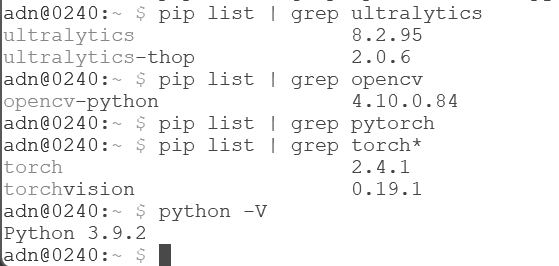 adn@0240:~ $ pip list | grep ultralytics
ultralytics                  8.2.95
ultralytics-thop             2.0.6
adn@0240:~ $ pip list | grep opencv
opencv-python                4.10.0.84
adn@0240:~ $ pip list | grep pytorch
adn@0240:~ $ pip list | grep torch*
torch                        2.4.1
torchvision                  0.19.1
adn@0240:~ $ python -V
Python 3.9.2
adn@0240:~ $